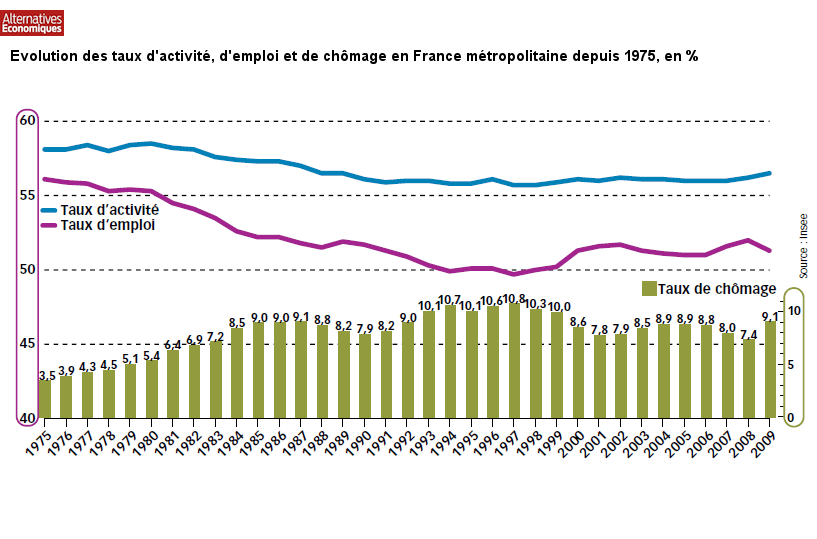 Alternatives
Economiques
Evolution des taux d'activité, d'emploi et de chômage en France métropolitaine depuis 1975, en %
60
55
Taux d'activité
Taux d'emploi
Source : Insee
50
Taux de chômage
45
40
10
5
0
3,5 3,9 4,3 4,5 5,1 5,4 6,4 6,9 7,2 8,5 9,0 9,0 9,1 8,8 8,2 7,9 8,2 9,0 10,1 10,7 10,1 10,6 10,8 10,3 10,0 8,6 7,8 7,9 8,5 8,9 8,9 8,8 8,0 7,4 9,1
1975 1976 1977 1978 1979 1980 1981 1982 1983 1984 1985 1986 1987 1988 1989 1990 1991 1992 1993 1994 1995 1996 1997 1998 1999 2000 2001 2002 2003 2004 2005 2006 2007 2008 2009